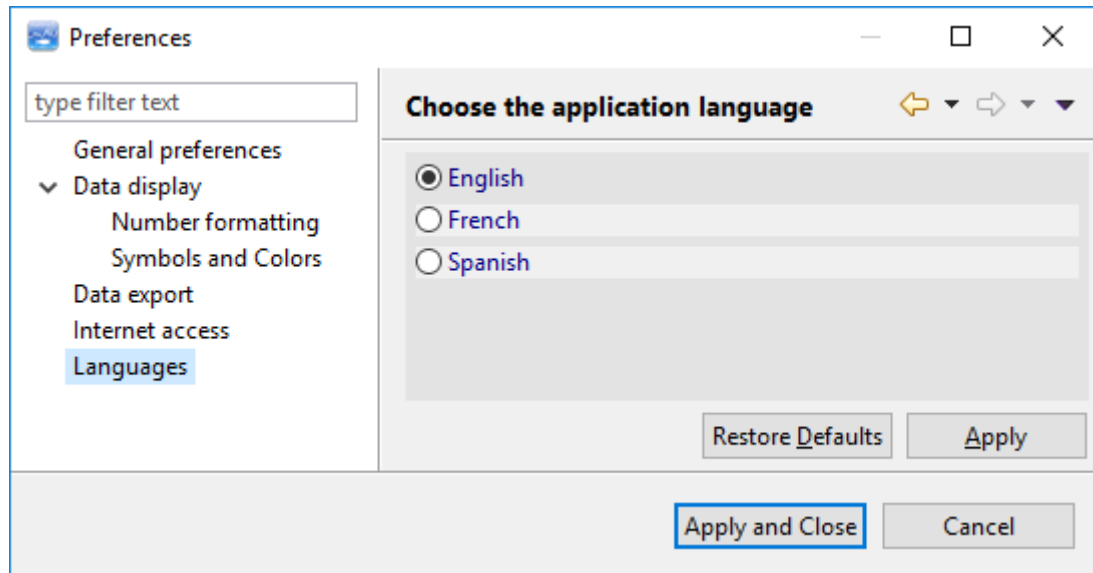 Preferences
type filter text
General preferences
Data display
Number formatting
Symbols and Colors
Data export
Internet access
Languages
Choose the application language
English
French
Spanish
Restore Defaults
Apply
Apply and Close
Cancel